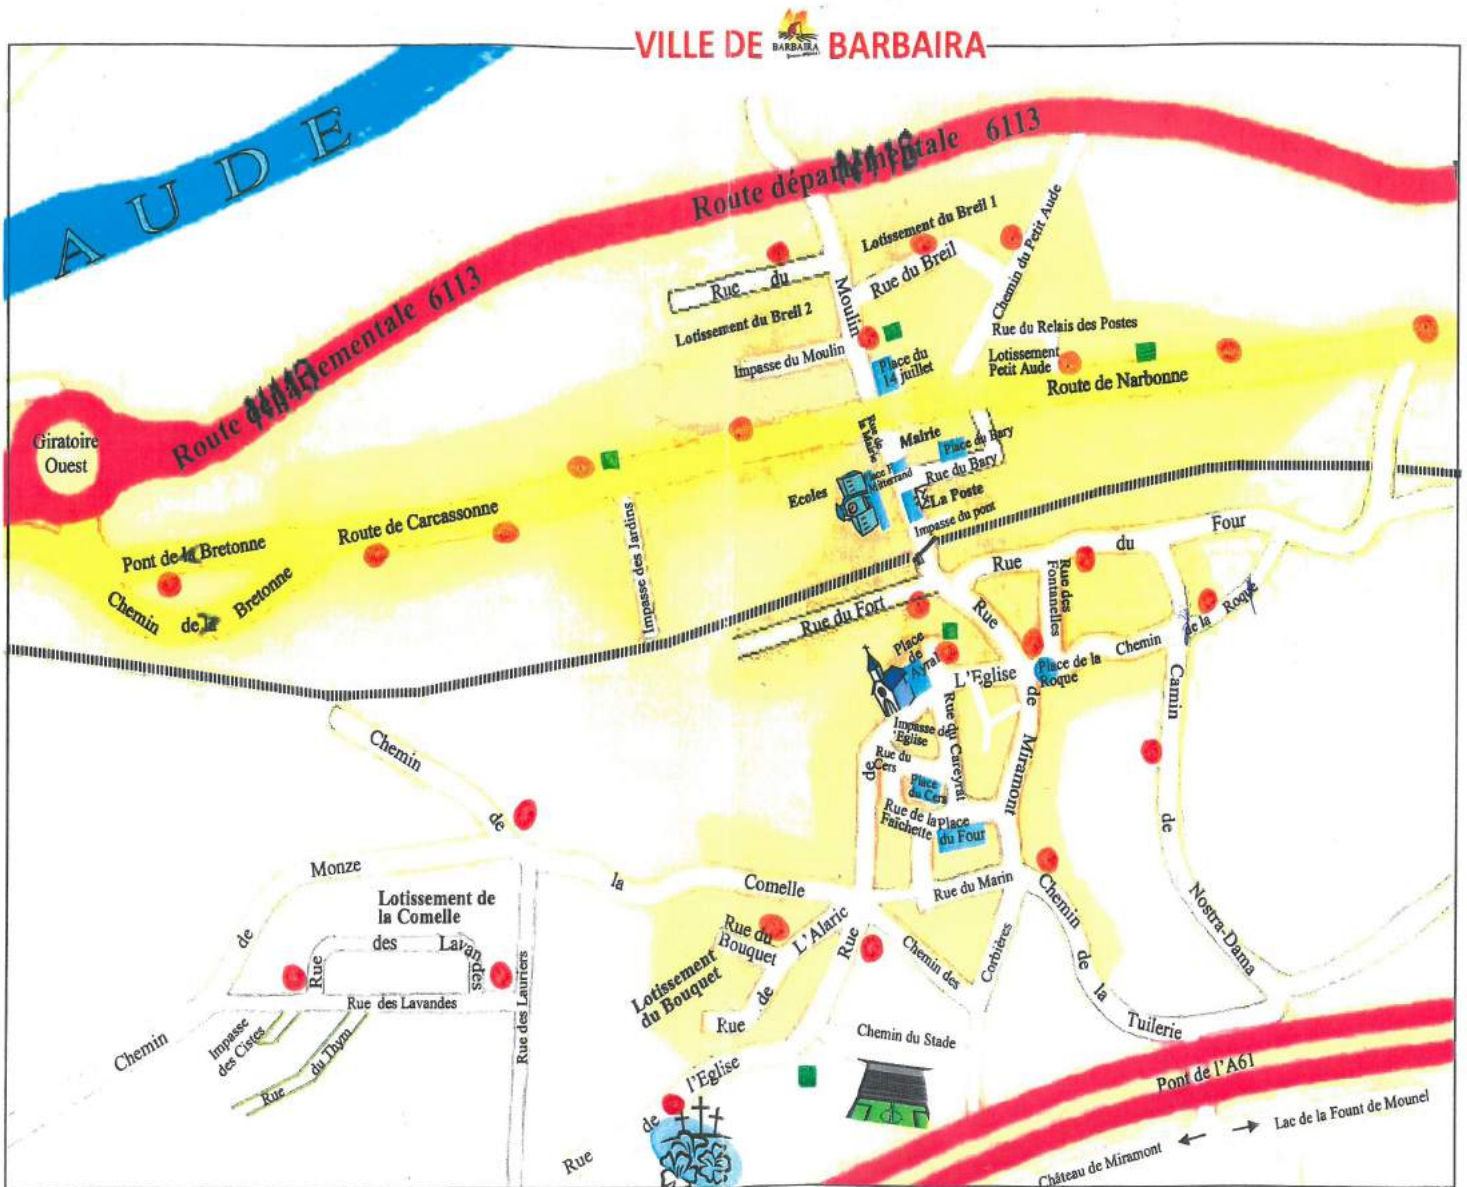 VILLE DE BARBAIRA
BARBAIRA
AUDE
Route départementale 6113
Route départementale 6113
Giratoire
Ouest
Lotissement du Breil 1
Rue du Breil
Chemin du Petit Aude
Rue du Moulin
Lotissement du Breil 2
Impasse du Moulin
Place du
14 juillet
Rue du Relais des Postes
Lotissement
Petit Aude
Route de Narbonne
Rue de
la Mairie
Mairie
Place du Bary
Rue du Bary
Mitterrand
Ecoles
La Poste
Impasse du pont
Route de Carcassonne
Pont de la Bretonne
Chemin de la Bretonne
Impasse des Jardins
Rue du Four
Rue des
Fontanelles
Rue du Fort
Place
de
Ayral
L'Eglise
Rue de Miramont
Place de la
Roque
Chemin de la Roque
Camin de Nostra-Dama
Impasse de
l'Eglise
Rue du Careyrat
Rue du
Cers
de
Place
du Cers
Rue de la
Faïchette
Place
du Four
Rue du Marin
Chemin de la Comelle
Chemin de Monze
Lotissement de
la Comelle
Rue des Lavandes
Rue des Lavandes
Rue des Lauriers
Impasse
des Cistes
Rue du Thym
Rue du
Bouquet
Lotissement
du Bouquet
Rue de L'Alaric
Rue
Chemin des
Corbières
Chemin de la Tuilerie
Chemin du Stade
Rue de l'Eglise
Pont de l'A61
Château de Miramont
Lac de la Fount de Mounel